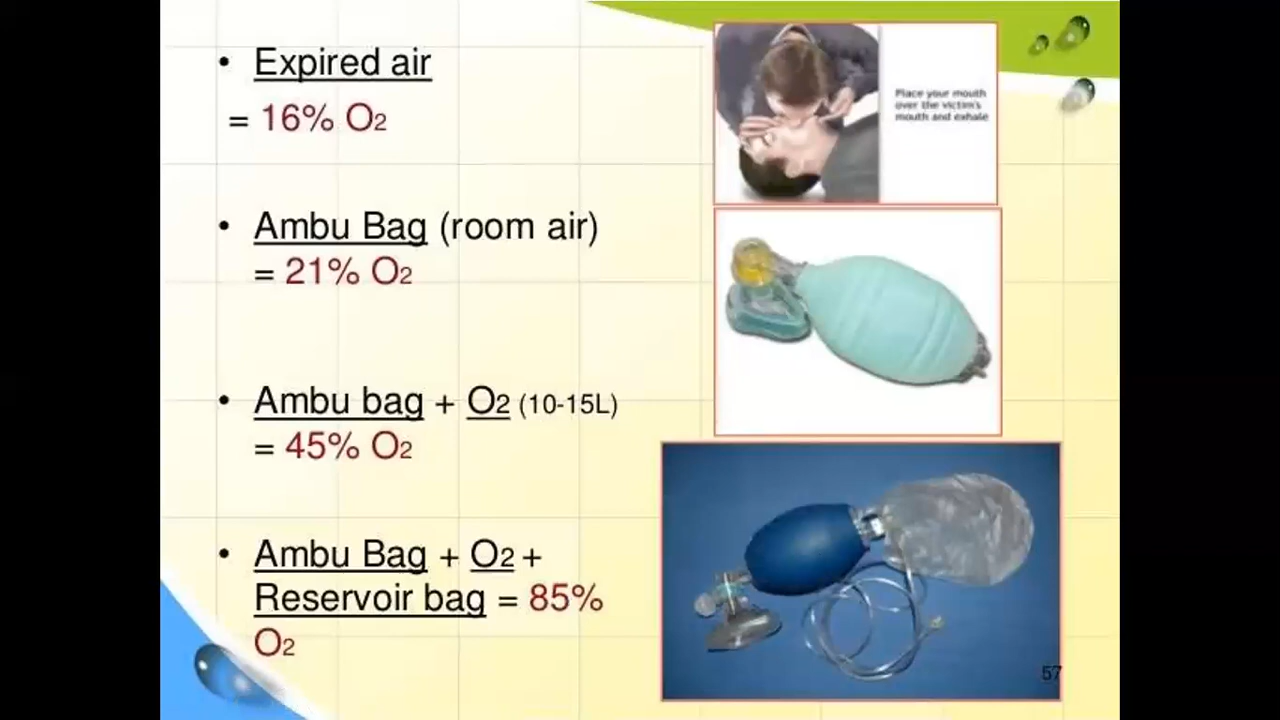 • Expired air
= 16% O2
Place your mouth
over the victim's
mouth and exhale
• Ambu Bag (room air)
= 21% O2
• Ambu bag + O2 (10-15L)
= 45% O2
• Ambu Bag + O2 +
Reservoir bag = 85%
O2
57